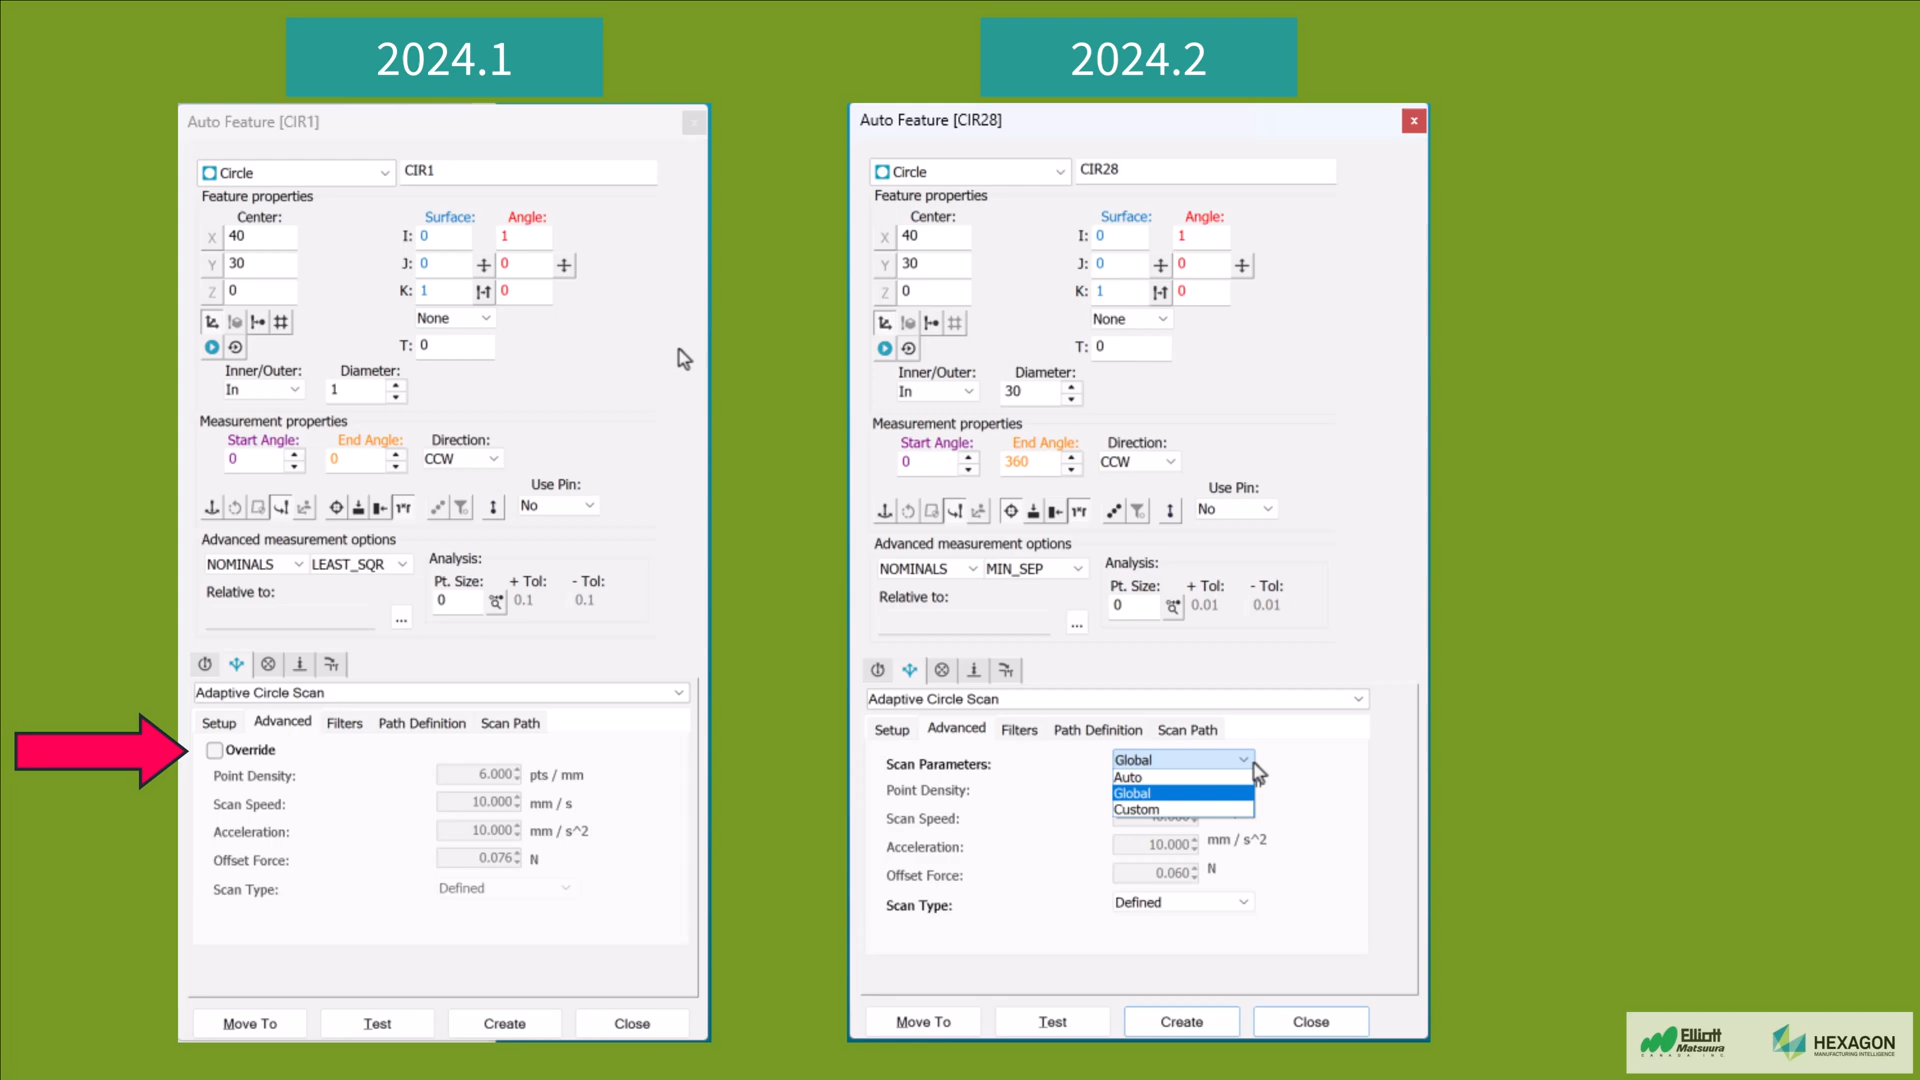 2024.1
Auto Feature [CIR1]
x
Circle
CIR1
Feature properties
Center:
Surface:
Angle:
X 40
I: 0
1
Y 30
J: 0
0
Z 0
K: 1
0
None
T: 0
Inner/Outer:
Diameter:
In
1
Measurement properties
Start Angle:
End Angle:
Direction:
0
0
CCW
Use Pin:
No
Advanced measurement options
NOMINALS
LEAST_SQR
Analysis:
Pt. Size:
+ Tol:
- Tol:
Relative to:
0
0.1
0.1
...
Adaptive Circle Scan
Setup
Advanced
Filters
Path Definition
Scan Path
Override
Point Density:
6.000
pts / mm
Scan Speed:
10.000
mm / s
Acceleration:
10.000
mm / s^2
Offset Force:
0.076
N
Scan Type:
Defined
Move To
Test
Create
Close
2024.2
Auto Feature [CIR28]
x
Circle
CIR28
Feature properties
Center:
Surface:
Angle:
X 40
I: 0
1
Y 30
J: 0
0
Z 0
K: 1
0
None
T: 0
Inner/Outer:
Diameter:
In
30
Measurement properties
Start Angle:
End Angle:
Direction:
0
360
CCW
Use Pin:
No
Advanced measurement options
NOMINALS
MIN_SEP
Analysis:
Pt. Size:
+ Tol:
- Tol:
Relative to:
0
0.01
0.01
...
Adaptive Circle Scan
Setup
Advanced
Filters
Path Definition
Scan Path
Scan Parameters:
Global
Auto
Global
Custom
Point Density:
Scan Speed:
Acceleration:
10.000
mm / s^2
Offset Force:
0.060
N
Scan Type:
Defined
Move To
Test
Create
Close
Elliott
Matsuura
CANADA INC
HEXAGON
MANUFACTURING INTELLIGENCE